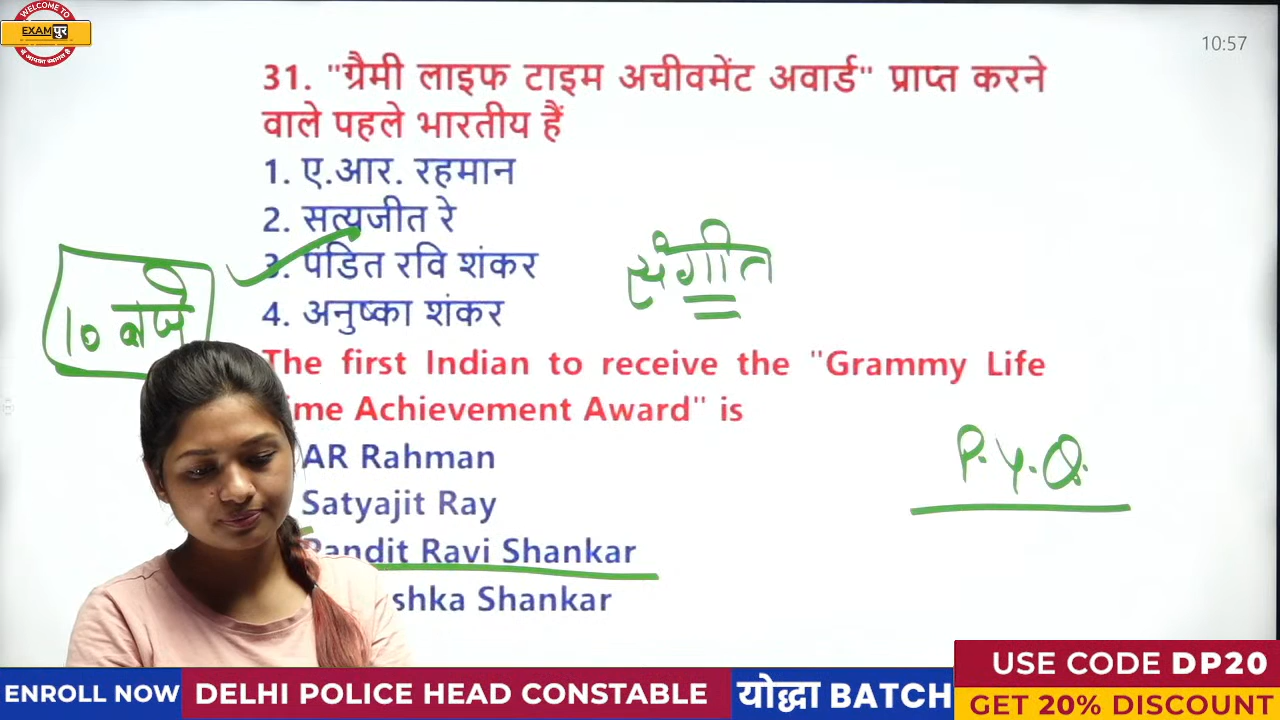 WELCOME TO
EXAMपुर
10:57
31. "ग्रैमी लाइफ टाइम अचीवमेंट अवार्ड" प्राप्त करने
वाले पहले भारतीय हैं
1. ए.आर. रहमान
2. सत्यजीत रे
3. पंडित रवि शंकर
4. अनुष्का शंकर
संगीत
10 बजे
The first Indian to receive the "Grammy Life
ime Achievement Award" is
AR Rahman
Satyajit Ray
Pandit Ravi Shankar
shka Shankar
P.Y.Q.
ENROLL NOW DELHI POLICE HEAD CONSTABLE योद्धा BATCH
USE CODE DP20
GET 20% DISCOUNT